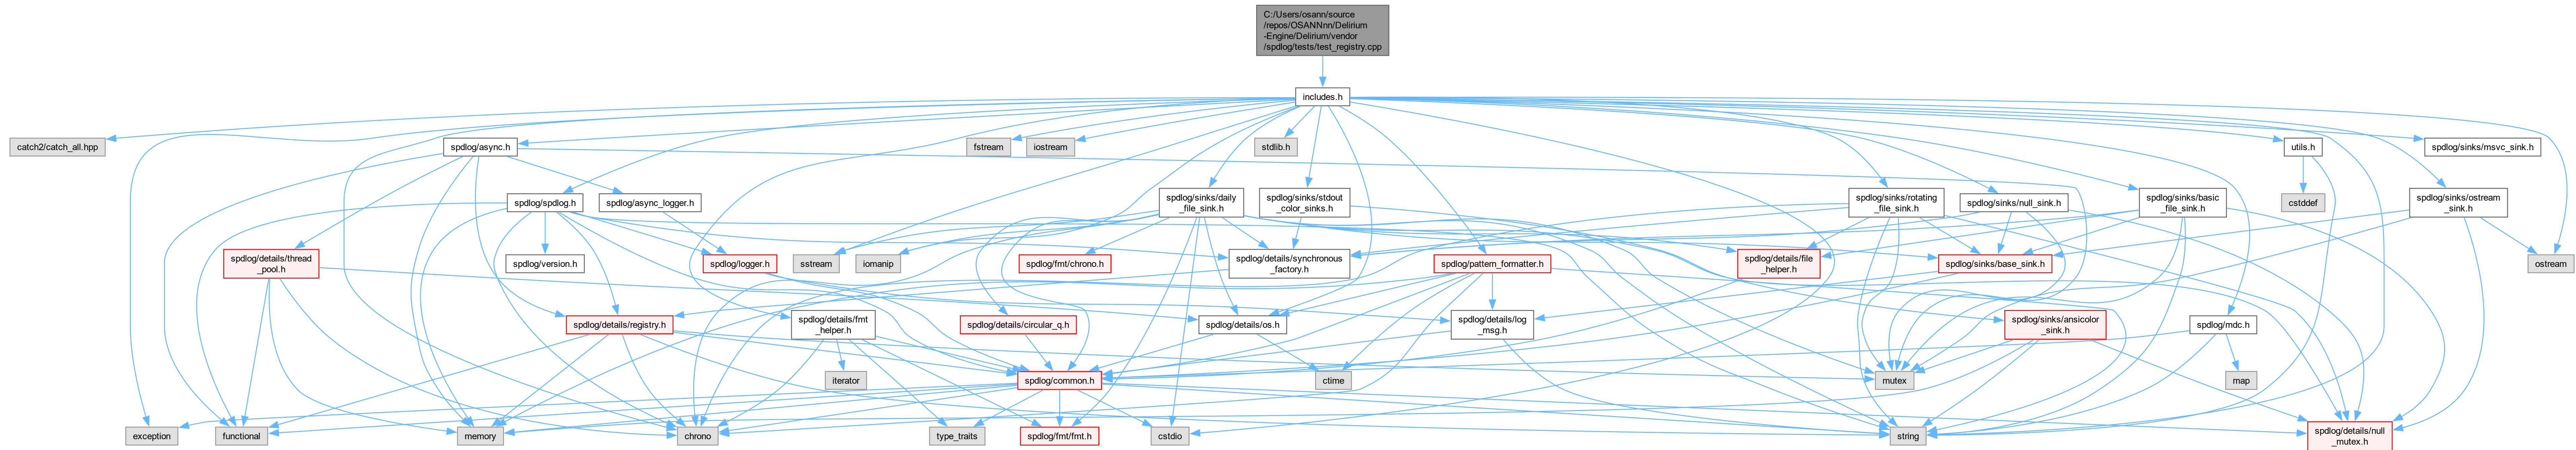 C:/Users/osann/source
/repos/OSANNnn/Delirium
-Engine/Delirium/vendor
/spdlog/tests/test_registry.cpp
includes.h
catch2/catch_all.hpp
spdlog/async.h
fstream
iostream
stdlib.h
utils.h
spdlog/sinks/msvc_sink.h
spdlog/spdlog.h
spdlog/async_logger.h
spdlog/sinks/daily
_file_sink.h
spdlog/sinks/stdout
_color_sinks.h
spdlog/sinks/rotating
_file_sink.h
spdlog/sinks/null_sink.h
spdlog/sinks/basic
_file_sink.h
cstddef
spdlog/sinks/ostream
_sink.h
spdlog/details/thread
_pool.h
spdlog/version.h
spdlog/logger.h
sstream
iomanip
spdlog/fmt/chrono.h
spdlog/details/synchronous
_factory.h
spdlog/pattern_formatter.h
spdlog/details/file
_helper.h
spdlog/sinks/base_sink.h
ostream
spdlog/details/registry.h
spdlog/details/fmt
_helper.h
spdlog/details/circular_q.h
spdlog/details/os.h
spdlog/details/log
_msg.h
spdlog/sinks/ansicolor
_sink.h
spdlog/mdc.h
iterator
spdlog/common.h
ctime
mutex
map
exception
functional
memory
chrono
type_traits
spdlog/fmt/fmt.h
cstdio
string
spdlog/details/null
_mutex.h